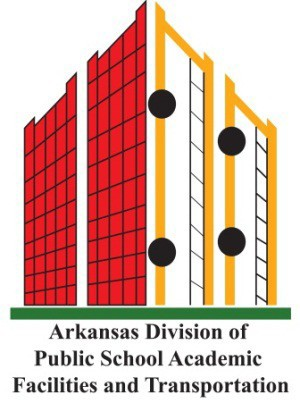 Arkansas Division of
Public School Academic
Facilities and Transportation